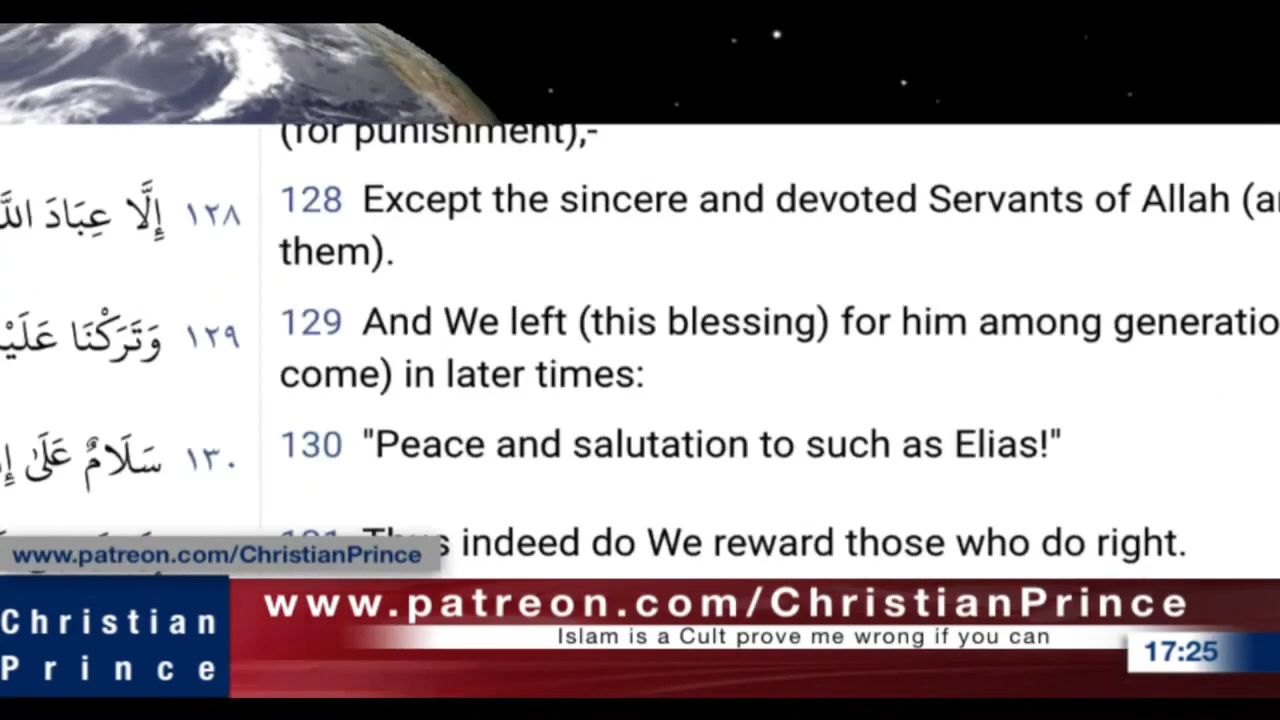 (for punishment),-
إِلَّا عِبَادَ ١٢٨
128 Except the sincere and devoted Servants of Allah
them).
وَتَرَكْنَا ١٢٩
129 And We left (this blessing) for him among
come) in later times:
سَلَامٌ عَلَىٰ ١٣٠
130 "Peace and salutation to such as Elias!"
indeed do We reward those who do right.
www.patreon.com/ChristianPrince
www.patreon.com/ChristianPrince
Islam is a Cult prove me wrong if you can
Christian
Prince
17:25